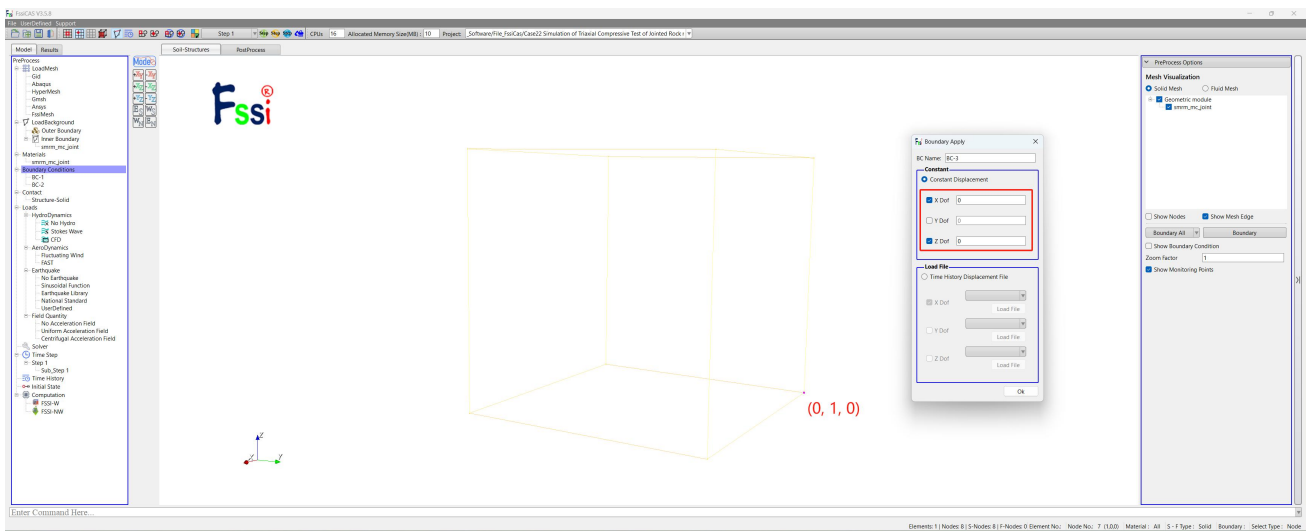 FssiCAS V3.5.8
File UserDefined Support
Step 1 CPUs 16 Allocated Memory Size(MB): 10 Project: _Software/File_FssiCas/Case22 Simulation of Triaxial Compressive Test of Jointed Rock
Model Results
Soil-Structures PostProcess
PreProcess
LoadMesh
Gid
Abaqus
HyperMesh
Gmsh
Ansys
FssiMesh
LoadBackground
Outer Boundary
Inner Boundary
smrm_mc_joint
Materials
smrm_mc_joint
Boundary Conditions
BC-1
BC-2
Contact
Structure-Solid
Loads
HydroDynamics
No Hydro
Stokes Wave
CFD
AeroDynamics
Fluctuating Wind
FAST
Earthquake
No Earthquake
Sinusoidal Function
Earthquake Library
National Standard
UserDefined
Field Quantity
No Acceleration Field
Uniform Acceleration Field
Centrifugal Acceleration Field
Solver
Time Step
Step 1
Sub_Step 1
Time History
Initial State
Computation
FSSI-W
FSSI-NW
Fssi®
(0, 1, 0)
Z
Y
Boundary Apply
BC Name: BC-3
Constant
Constant Displacement
X Dof 0
Y Dof 0
Z Dof 0
Load File
Time History Displacement File
X Dof
Load File
Y Dof
Load File
Z Dof
Load File
Ok
PreProcess Options
Mesh Visualization
Solid Mesh Fluid Mesh
Geometric module
smrm_mc_joint
Show Nodes Show Mesh Edge
Boundary All Boundary
Show Boundary Condition
Zoom Factor 1
Show Monitoring Points
Enter Command Here...
Elements: 1 | Nodes: 8 | S-Nodes: 8 | F-Nodes: 0 Element No.: Node No.: 7 (1,0,0) Material: All S - F Type: Solid Boundary: Select Type: Node